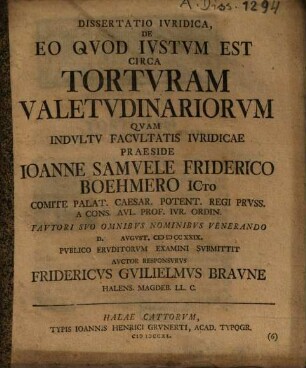 A. Diss. 1294
DISSERTATIO IVRIDICA,
DE
EO QVOD IVSTVM EST
CIRCA
TORTVRAM
VALETVDINARIORVM
QVAM
INDVLTV FACVLTATIS IVRIDICAE
PRAESIDE
IOANNE SAMVELE FRIDERICO
BOEHMERO ICTO
COMITE PALAT. CAESAR. POTENT. REGI PRVSS.
A CONS. AVL. PROF. IVR. ORDIN.
FAVTORI SVO OMNIBVS NOMINIBVS VENERANDO
D. AVGVST. CIƆIƆCCXXIX.
PVBLICO ERVDITORVM EXAMINI SVBMITTIT
AVCTOR RESPONSVRVS
FRIDERICVS GVILIELMVS BRAVNE
HALENS. MAGDEB. LL. C.
HALAE CATTORVM,
TYPIS IOANNIS HENRICI GRVNERTI, ACAD. TYPOGR.
(6)